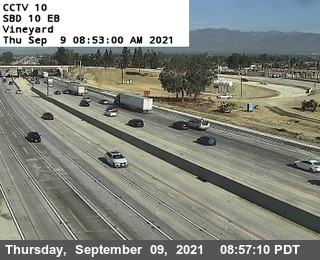 CCTV 10
SBD 10 EB
Vineyard
Thu Sep 9 08:53:00 AM 2021
Thursday, September 09, 2021 08:57:10 PDT